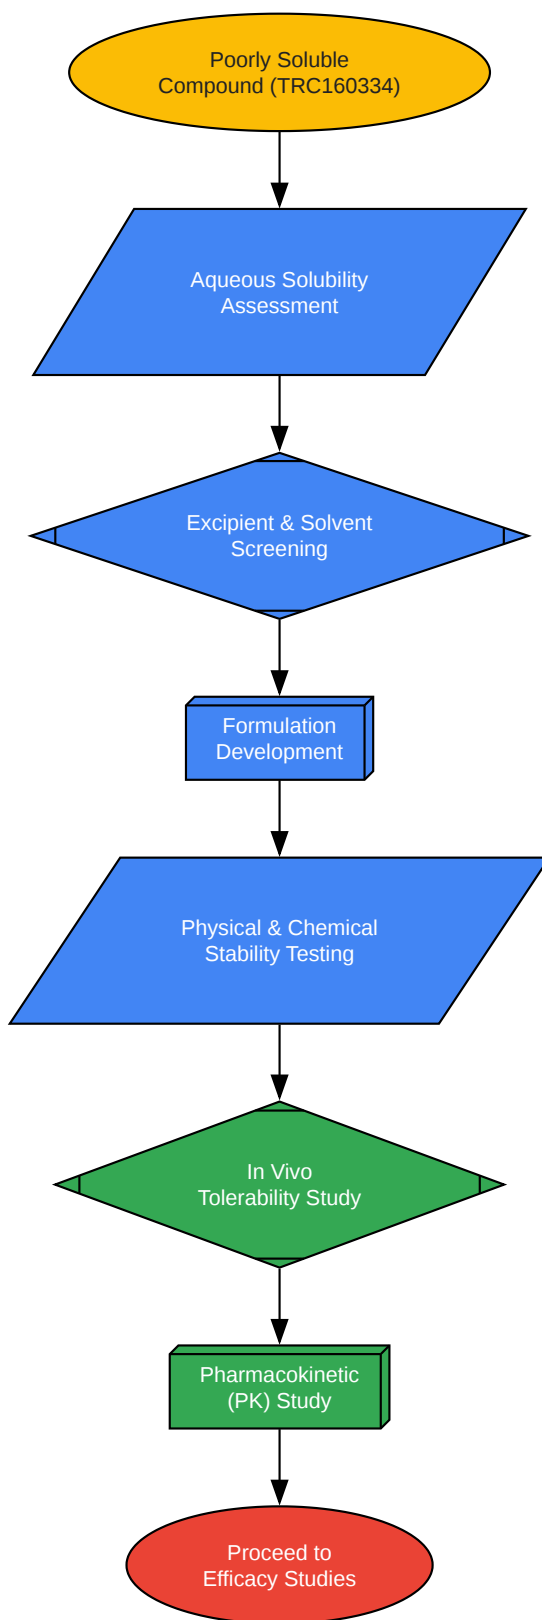 Poorly Soluble
Compound (TRC160334)
Aqueous Solubility
Assessment
Excipient & Solvent
Screening
Formulation
Development
Physical & Chemical
Stability Testing
In Vivo
Tolerability Study
Pharmacokinetic
(PK) Study
Proceed to
Efficacy Studies